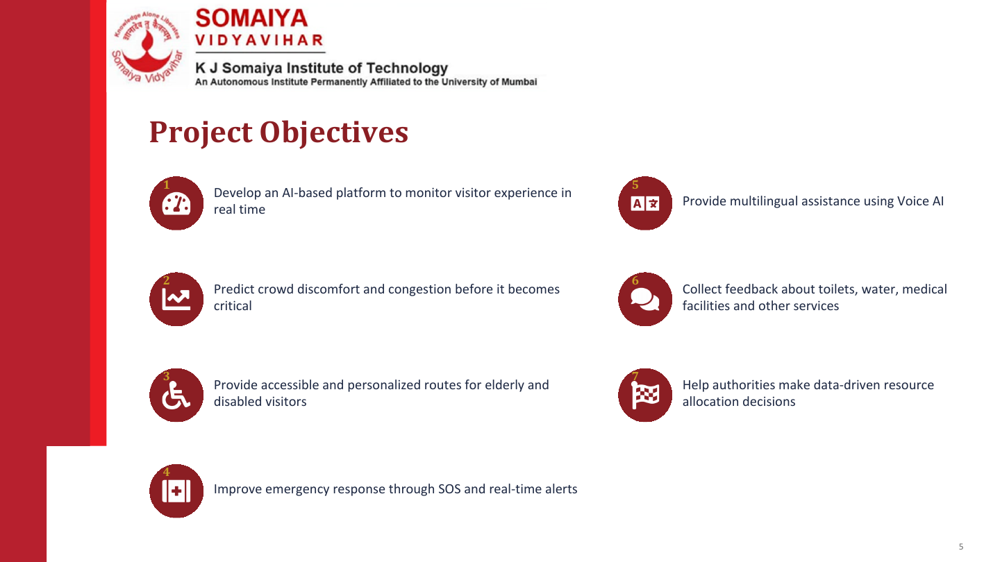 Knowledge Alone Liberates
ज्ञानादेव तु कैवल्यम्
Somaiya Vidyavihar
SOMAIYA
VIDYAVIHAR
K J Somaiya Institute of Technology
An Autonomous Institute Permanently Affiliated to the University of Mumbai
Project Objectives
1
Develop an AI-based platform to monitor visitor experience in
real time
2
Predict crowd discomfort and congestion before it becomes
critical
3
Provide accessible and personalized routes for elderly and
disabled visitors
4
Improve emergency response through SOS and real-time alerts
5
A
Provide multilingual assistance using Voice AI
6
Collect feedback about toilets, water, medical
facilities and other services
7
Help authorities make data-driven resource
allocation decisions
5